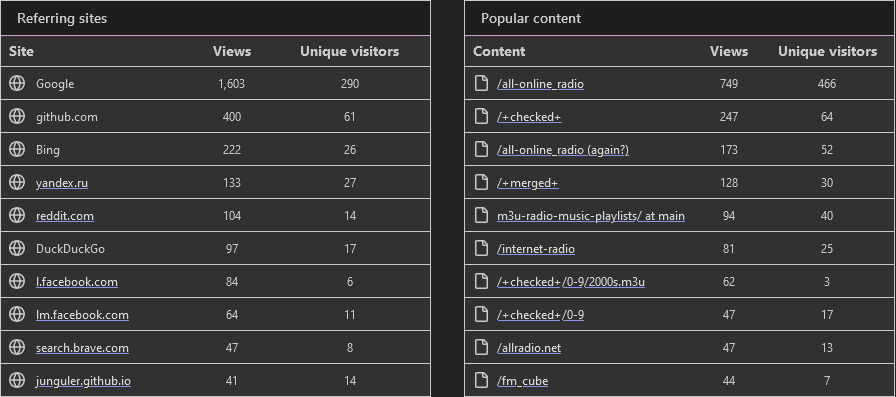 Referring sites
Site Views Unique visitors
Google 1,603 290
github.com 400 61
Bing 222 26
yandex.ru 133 27
reddit.com 104 14
DuckDuckGo 97 17
l.facebook.com 84 6
lm.facebook.com 64 11
search.brave.com 47 8
junguler.github.io 41 14
Popular content
Content Views Unique visitors
/all-online_radio 749 466
/+checked+ 247 64
/all-online_radio (again?) 173 52
/+merged+ 128 30
m3u-radio-music-playlists/ at main 94 40
/internet-radio 81 25
/+checked+/0-9/2000s.m3u 62 3
/+checked+/0-9 47 17
/allradio.net 47 13
/fm_cube 44 7